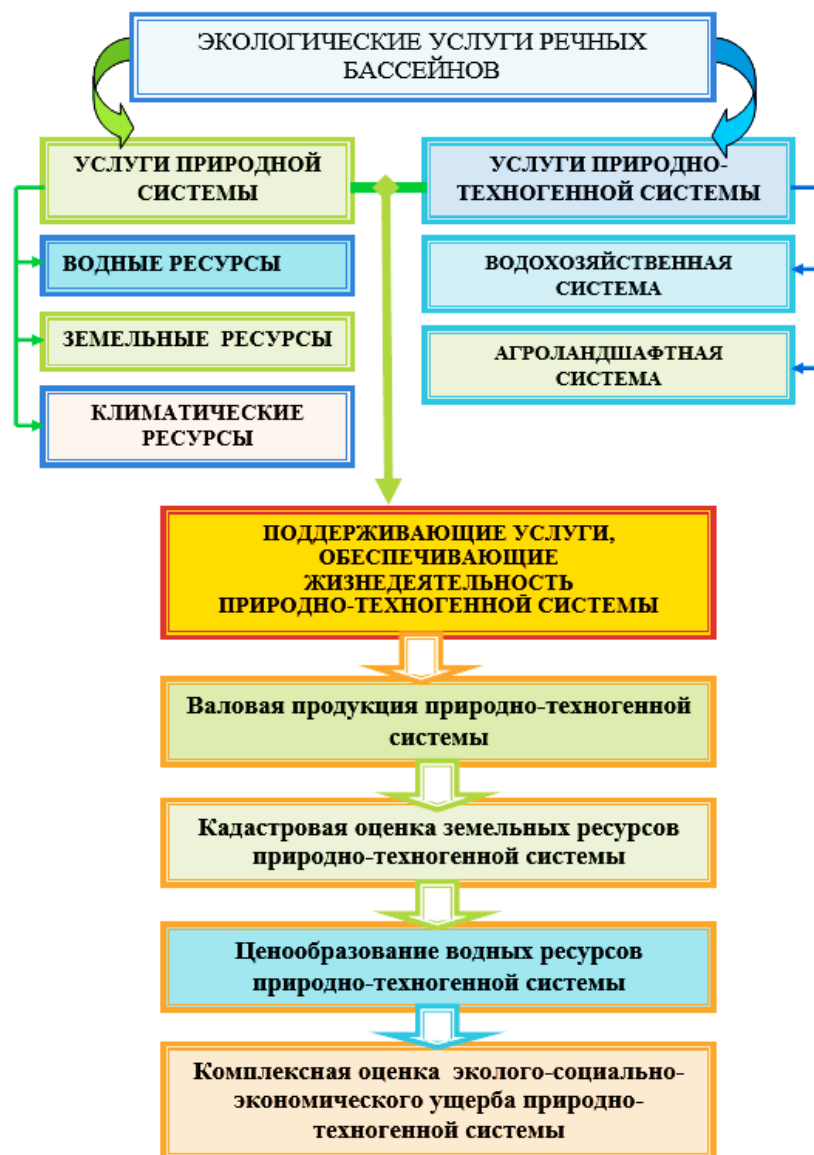 ЭКОЛОГИЧЕСКИЕ УСЛУГИ РЕЧНЫХ
БАССЕЙНОВ
УСЛУГИ ПРИРОДНОЙ
СИСТЕМЫ
УСЛУГИ ПРИРОДНО-
ТЕХНОГЕННОЙ СИСТЕМЫ
ВОДНЫЕ РЕСУРСЫ
ВОДОХОЗЯЙСТВЕННАЯ
СИСТЕМА
ЗЕМЕЛЬНЫЕ РЕСУРСЫ
АГРОЛАНДШАФТНАЯ
СИСТЕМА
КЛИМАТИЧЕСКИЕ
РЕСУРСЫ
ПОДДЕРЖИВАЮЩИЕ УСЛУГИ,
ОБЕСПЕЧИВАЮЩИЕ
ЖИЗНЕДЕЯТЕЛЬНОСТЬ
ПРИРОДНО-ТЕХНОГЕННОЙ СИСТЕМЫ
Валовая продукция природно-техногенной
системы
Кадастровая оценка земельных ресурсов
природно-техногенной системы
Ценообразование водных ресурсов
природно-техногенной системы
Комплексная оценка эколого-социально-
экономического ущерба природно-
техногенной системы